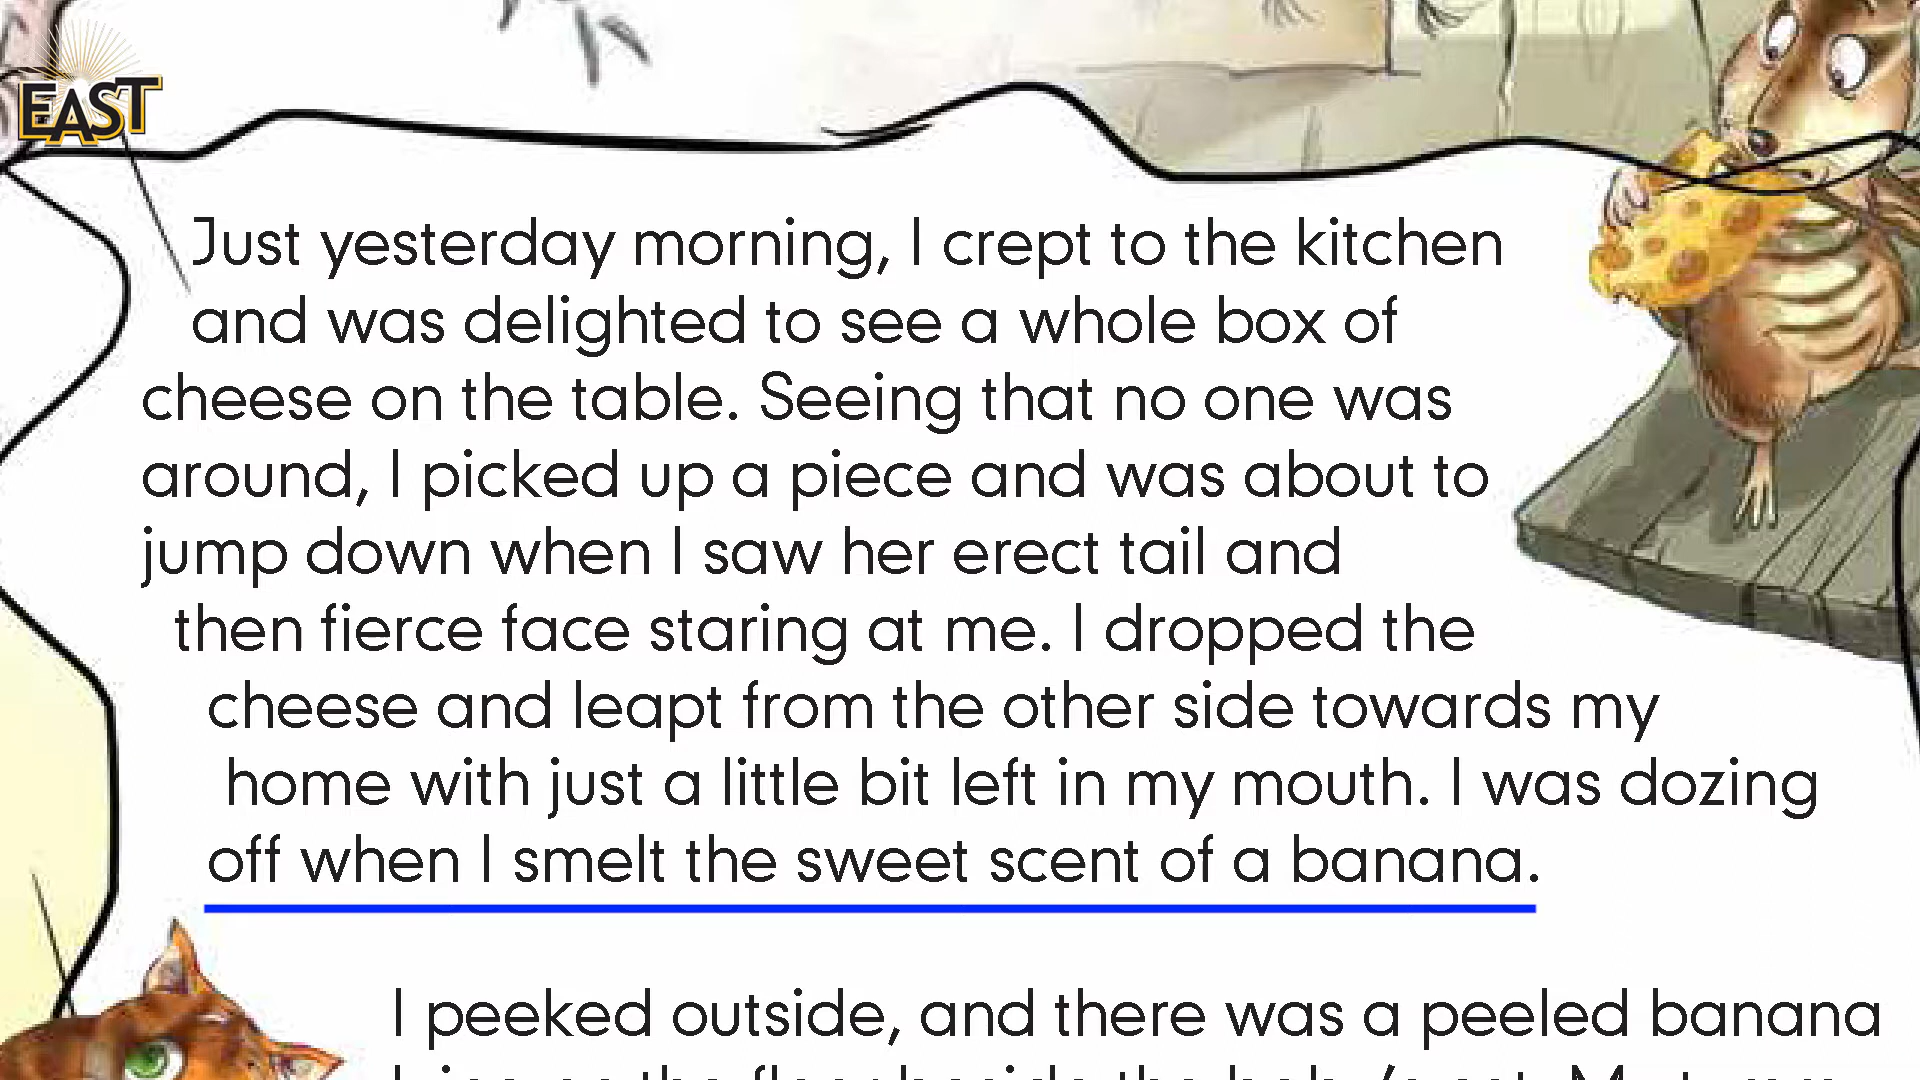 EAST
Just yesterday morning, I crept to the kitchen
and was delighted to see a whole box of
cheese on the table. Seeing that no one was
around, I picked up a piece and was about to
jump down when I saw her erect tail and
then fierce face staring at me. I dropped the
cheese and leapt from the other side towards my
home with just a little bit left in my mouth. I was dozing
off when I smelt the sweet scent of a banana.
I peeked outside, and there was a peeled banana